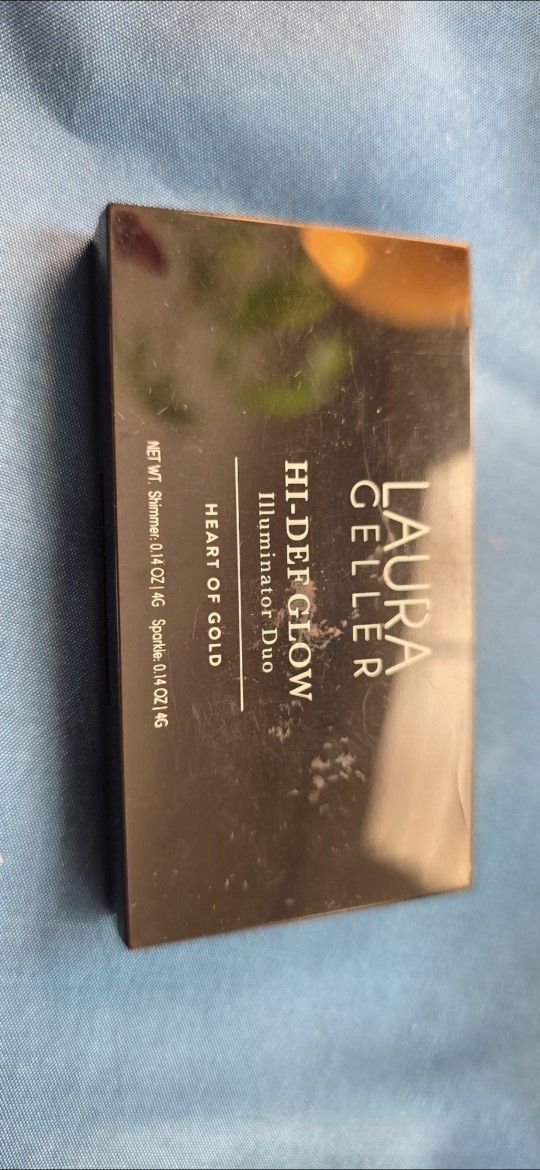 LAURA
GELLER
HI-DEF GLOW
Illuminator Duo
HEART OF GOLD
NET WT. Shimmer: 0.14 OZ | 4G Sparkle: 0.14 OZ | 4G